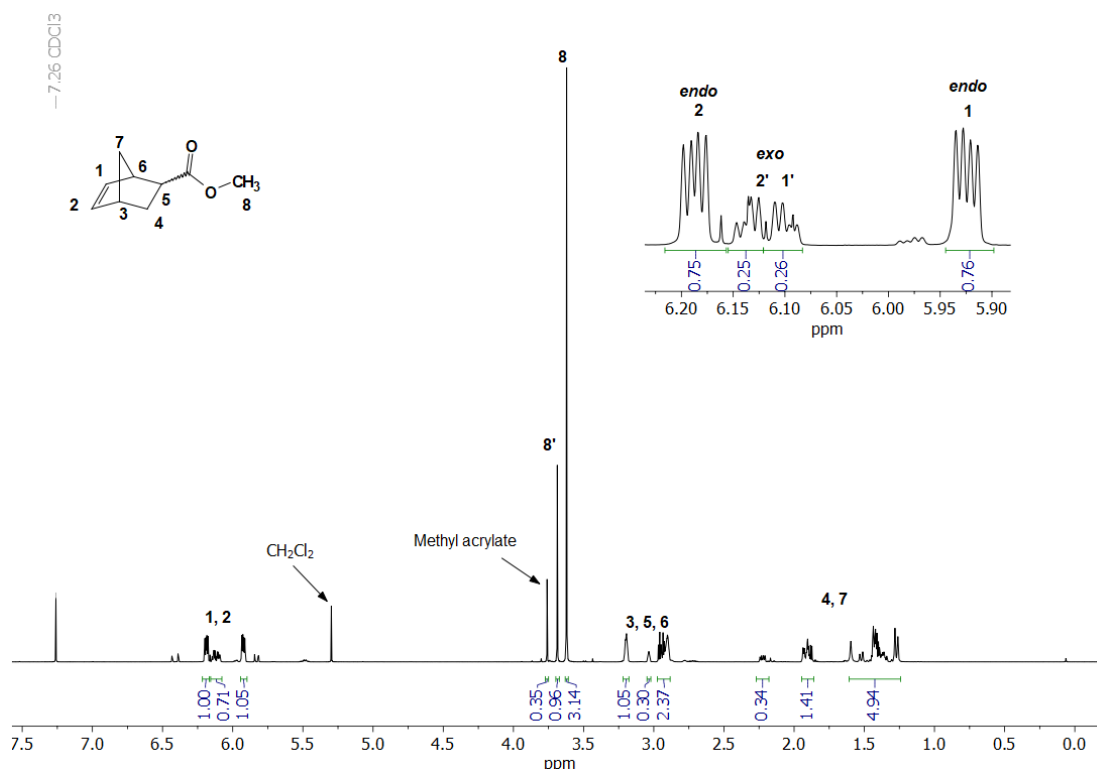 —7.26 CDCl3
7
O
1
6
CH3
O
5
8
2
3
4
8
endo
2
exo
2' 1'
endo
1
0.75
0.25
0.26
0.76
6.20 6.15 6.10 6.05 6.00 5.95 5.90
ppm
8'
Methyl acrylate
CH2Cl2
1, 2
3, 5, 6
4, 7
1.00
0.71
1.05
0.35
0.96
3.14
1.05
0.30
2.37
0.34
1.41
4.94
7.5 7.0 6.5 6.0 5.5 5.0 4.5 4.0 3.5 3.0 2.5 2.0 1.5 1.0 0.5 0.0
ppm